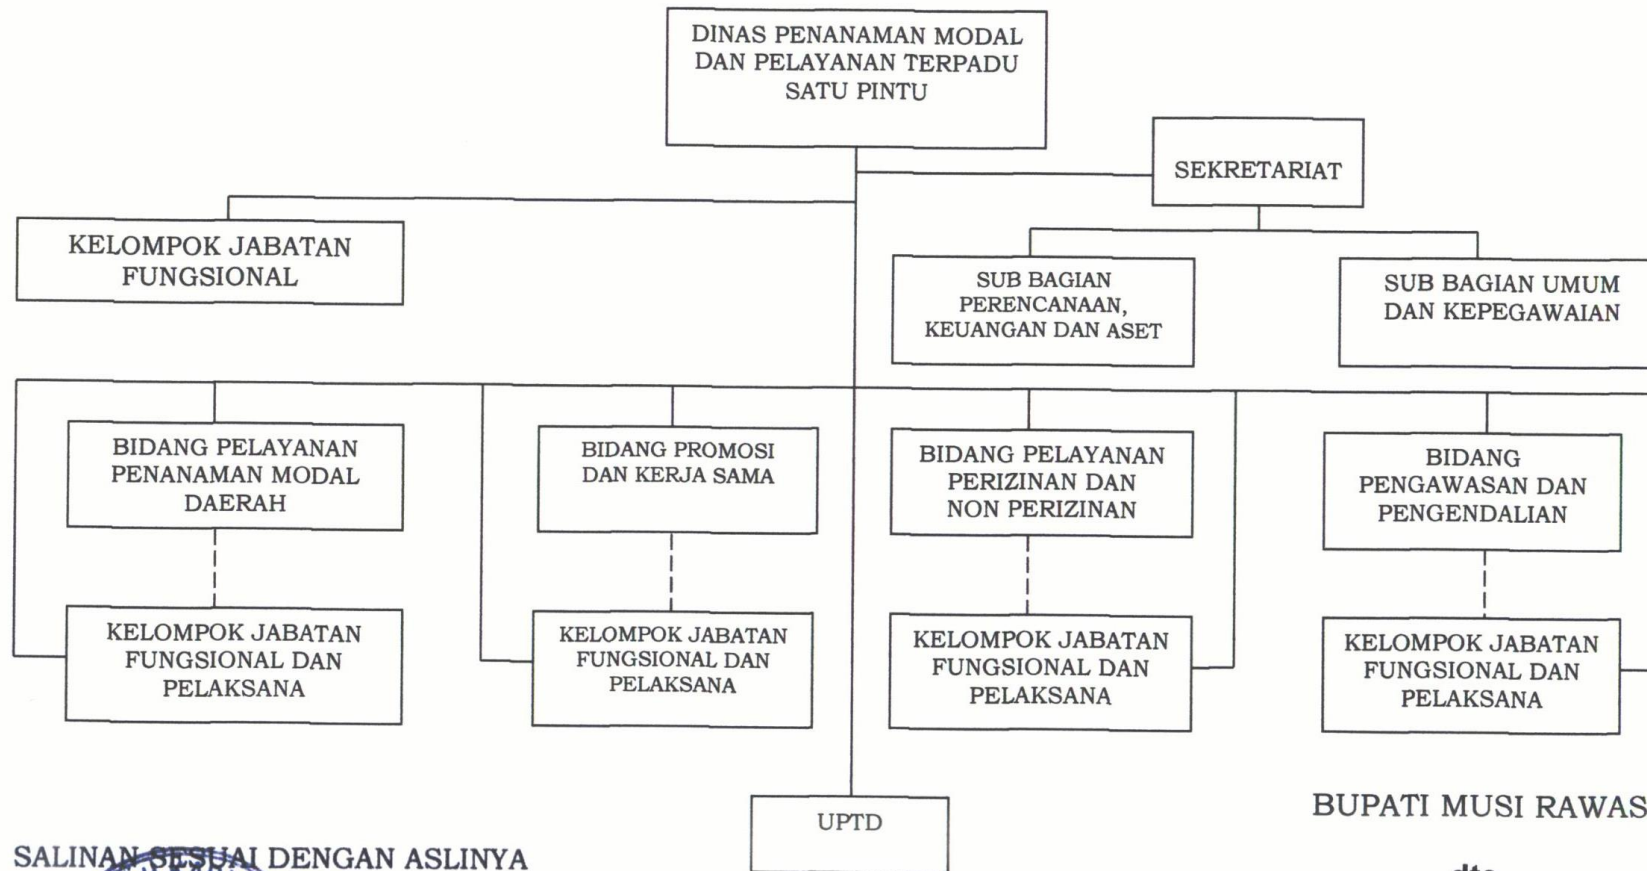 DINAS PENANAMAN MODAL
DAN PELAYANAN TERPADU
SATU PINTU
SEKRETARIAT
KELOMPOK JABATAN
FUNGSIONAL
SUB BAGIAN
PERENCANAAN,
KEUANGAN DAN ASET
SUB BAGIAN UMUM
DAN KEPEGAWAIAN
BIDANG PELAYANAN
PENANAMAN MODAL
DAERAH
BIDANG PROMOSI
DAN KERJA SAMA
BIDANG PELAYANAN
PERIZINAN DAN
NON PERIZINAN
BIDANG
PENGAWASAN DAN
PENGENDALIAN
KELOMPOK JABATAN
FUNGSIONAL DAN
PELAKSANA
KELOMPOK JABATAN
FUNGSIONAL DAN
PELAKSANA
KELOMPOK JABATAN
FUNGSIONAL DAN
PELAKSANA
KELOMPOK JABATAN
FUNGSIONAL DAN
PELAKSANA
UPTD
BUPATI MUSI RAWAS
SALINAN SESUAI DENGAN ASLINYA